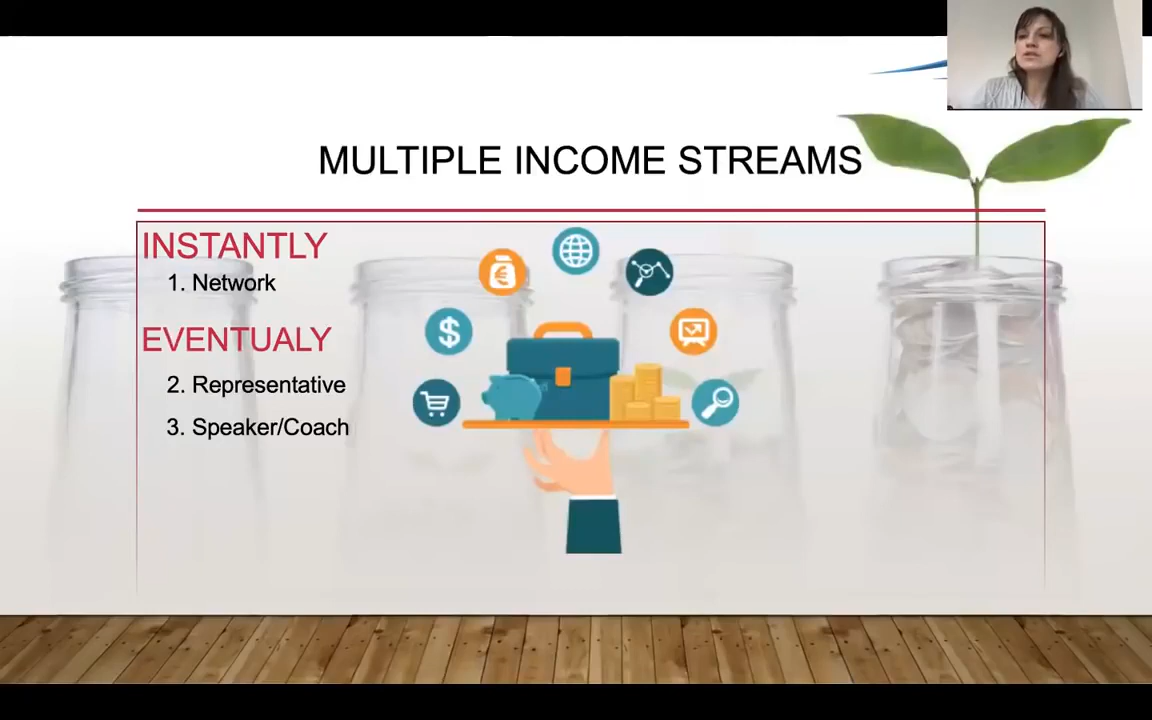 MULTIPLE INCOME STREAMS
INSTANTLY
1. Network
EVENTUALY
2. Representative
3. Speaker/Coach